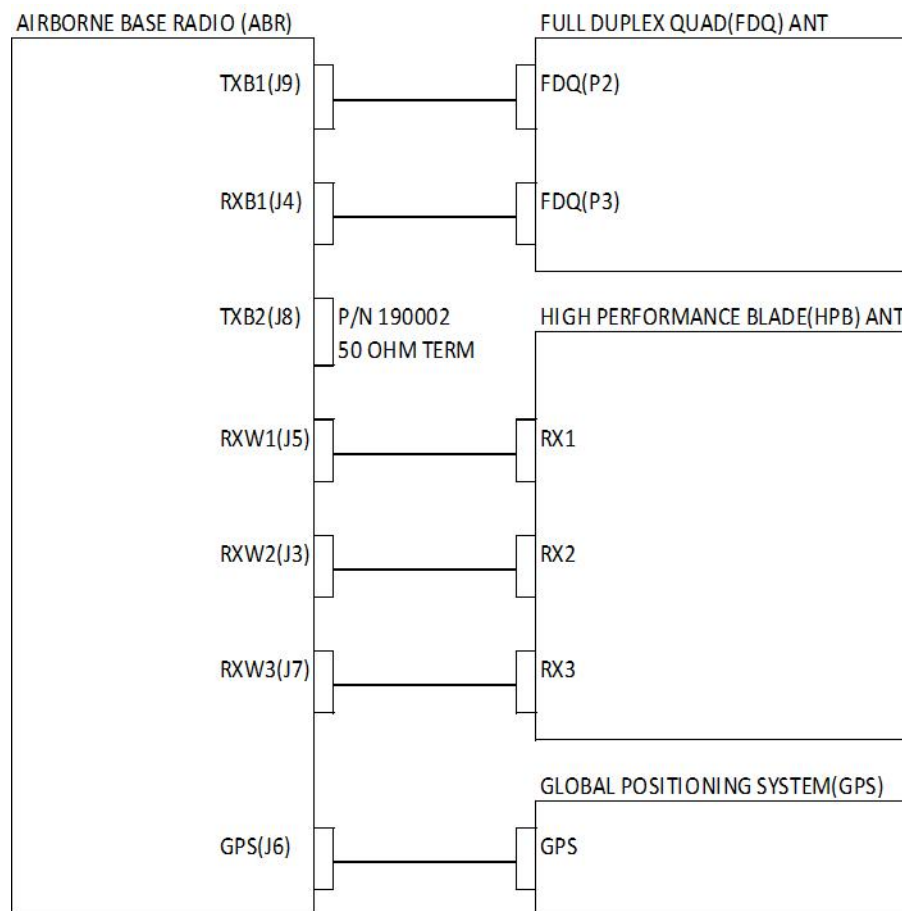 AIRBORNE BASE RADIO (ABR)
FULL DUPLEX QUAD(FDQ) ANT
TXB1(J9)
FDQ(P2)
RXB1(J4)
FDQ(P3)
TXB2(J8)
P/N 190002
50 OHM TERM
HIGH PERFORMANCE BLADE(HPB) ANT
RXW1(J5)
RX1
RXW2(J3)
RX2
RXW3(J7)
RX3
GLOBAL POSITIONING SYSTEM(GPS)
GPS(J6)
GPS